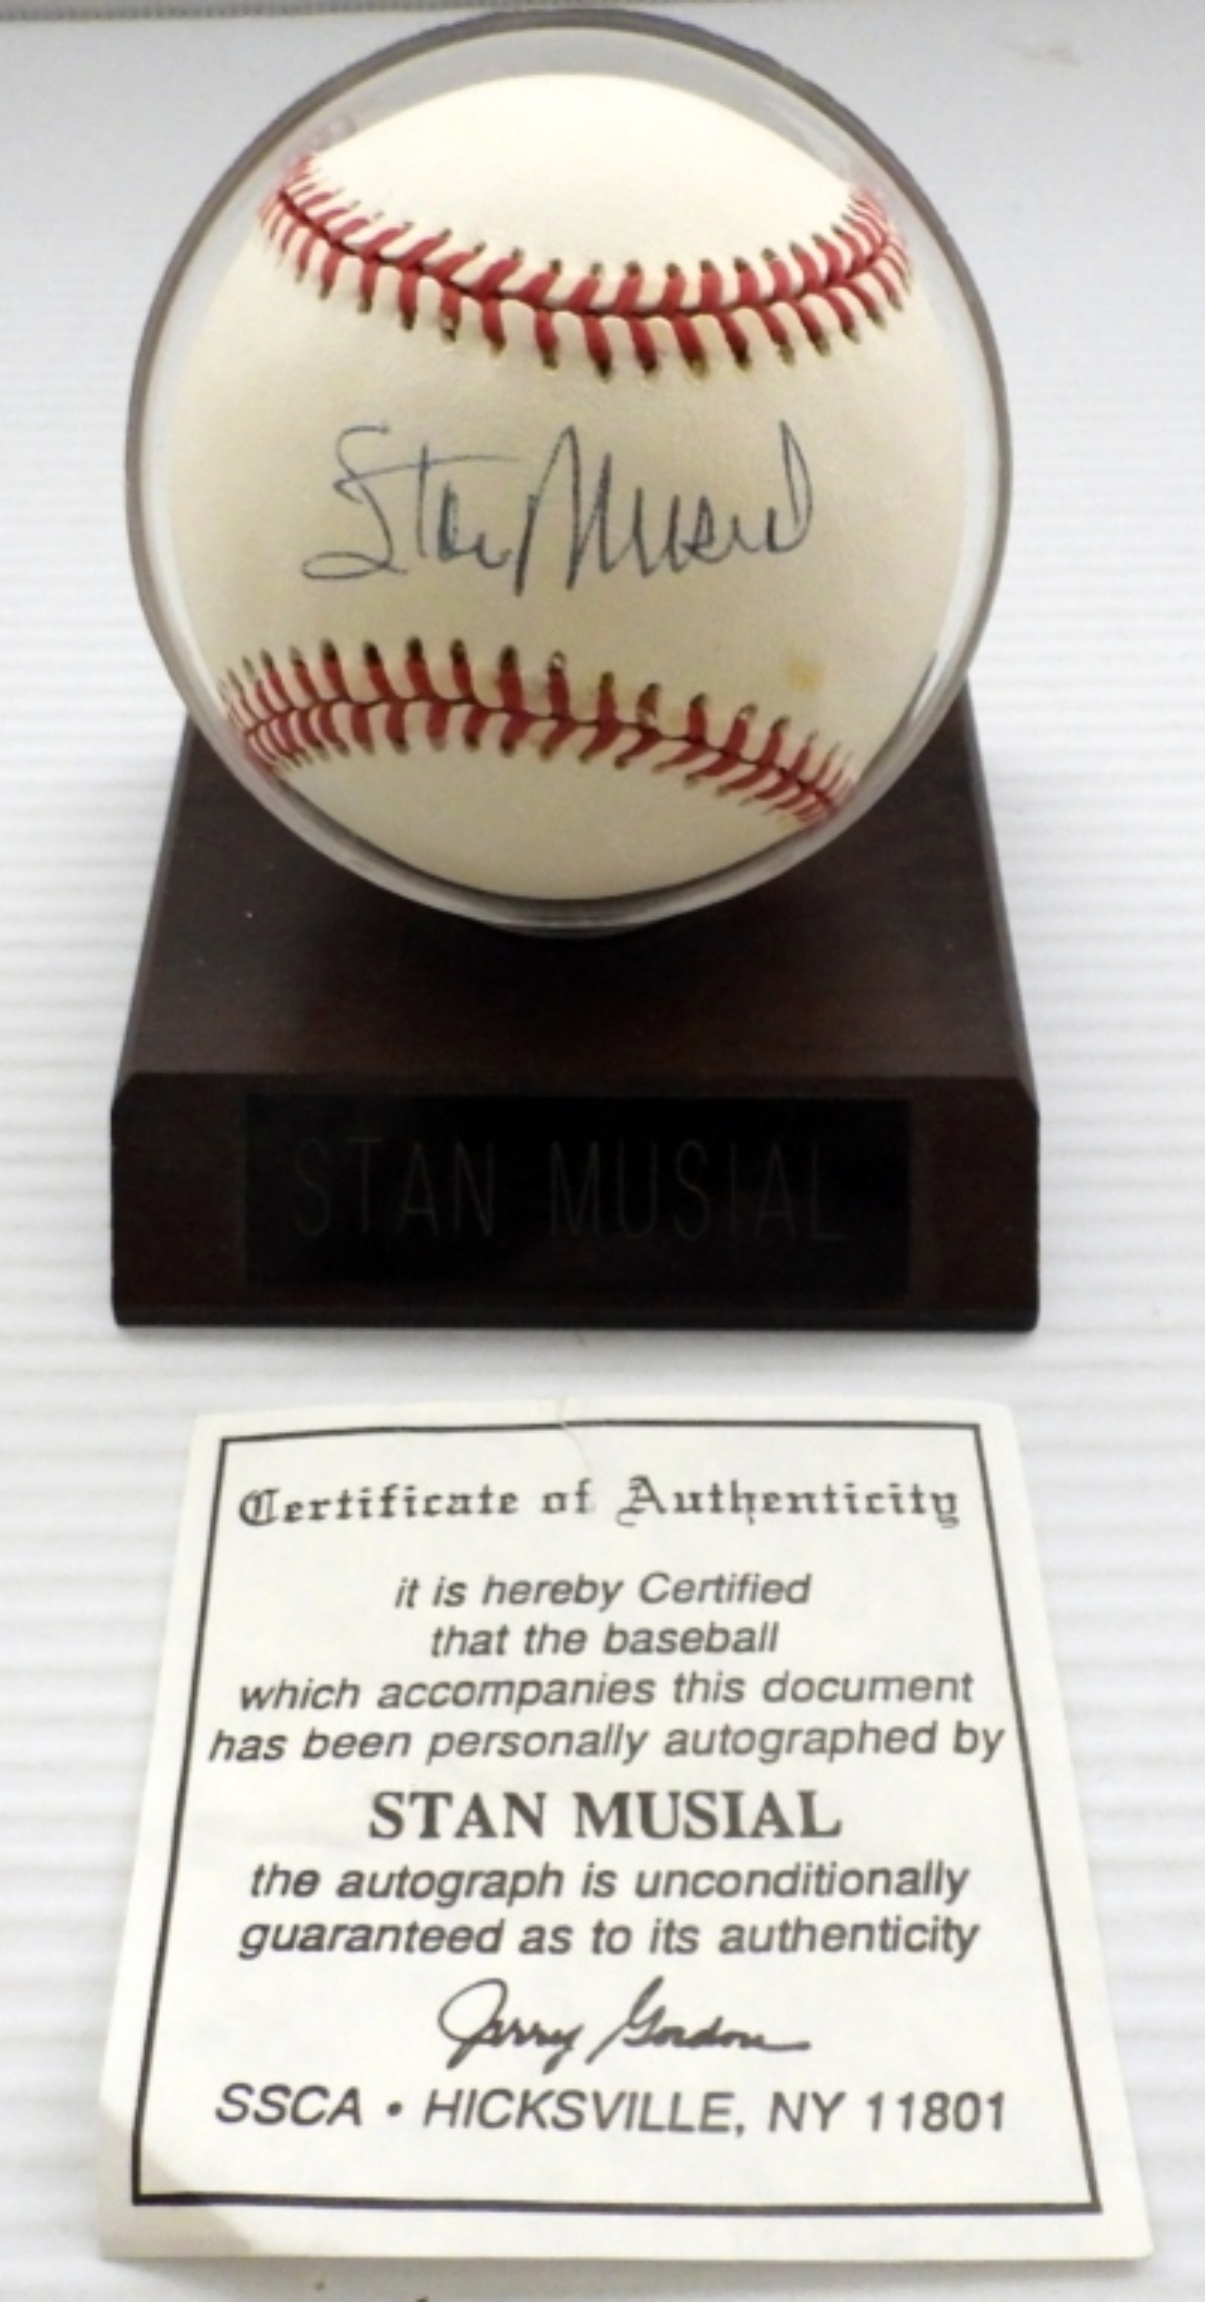 Stan Musial
STAN MUSIAL
Certificate of Authenticity
it is hereby Certified
that the baseball
which accompanies this document
has been personally autographed by
STAN MUSIAL
the autograph is unconditionally
guaranteed as to its authenticity
Jerry Gordon
SSCA • HICKSVILLE, NY 11801